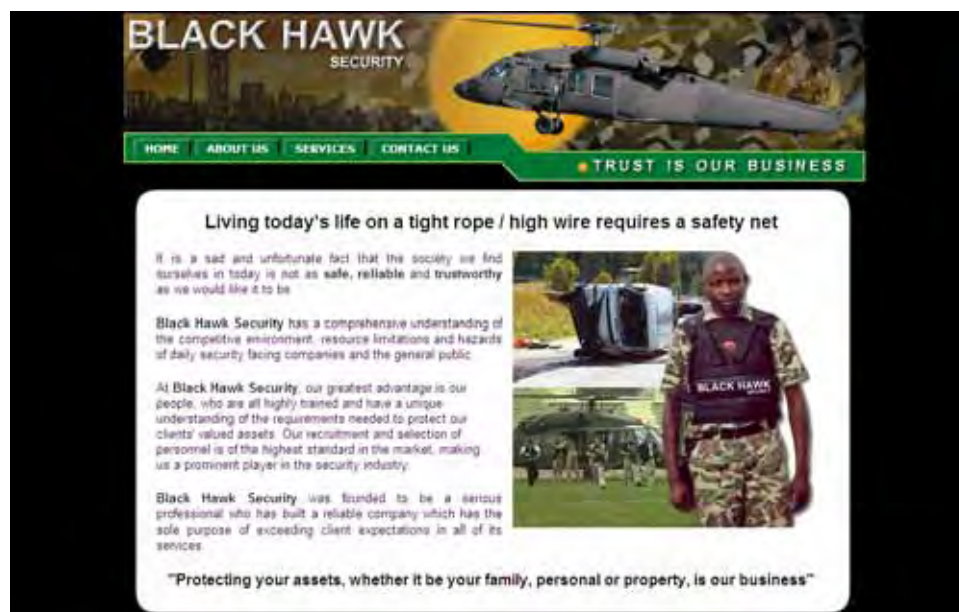 BLACK HAWK
SECURITY
HOME ABOUT US SERVICES CONTACT US
TRUST IS OUR BUSINESS
Living today's life on a tight rope / high wire requires a safety net
It is a sad and unfortunate fact that the society we find
ourselves in today is not as safe, reliable and trustworthy
as we would like it to be
Black Hawk Security has a comprehensive understanding of
the competitive environment, resource limitations and hazards
of daily security facing companies and the general public
At Black Hawk Security, our greatest advantage is our
people, who are all highly trained and have a unique
understanding of the requirements needed to protect our
clients' valued assets. Our recruitment and selection of
personnel is of the highest standard in the market, making
us a prominent player in the security industry.
Black Hawk Security was founded to be a serious
professional who has built a reliable company which has the
sole purpose of exceeding client expectations in all of its
services.
BLACK HAWK
SECURITY
"Protecting your assets, whether it be your family, personal or property, is our business"